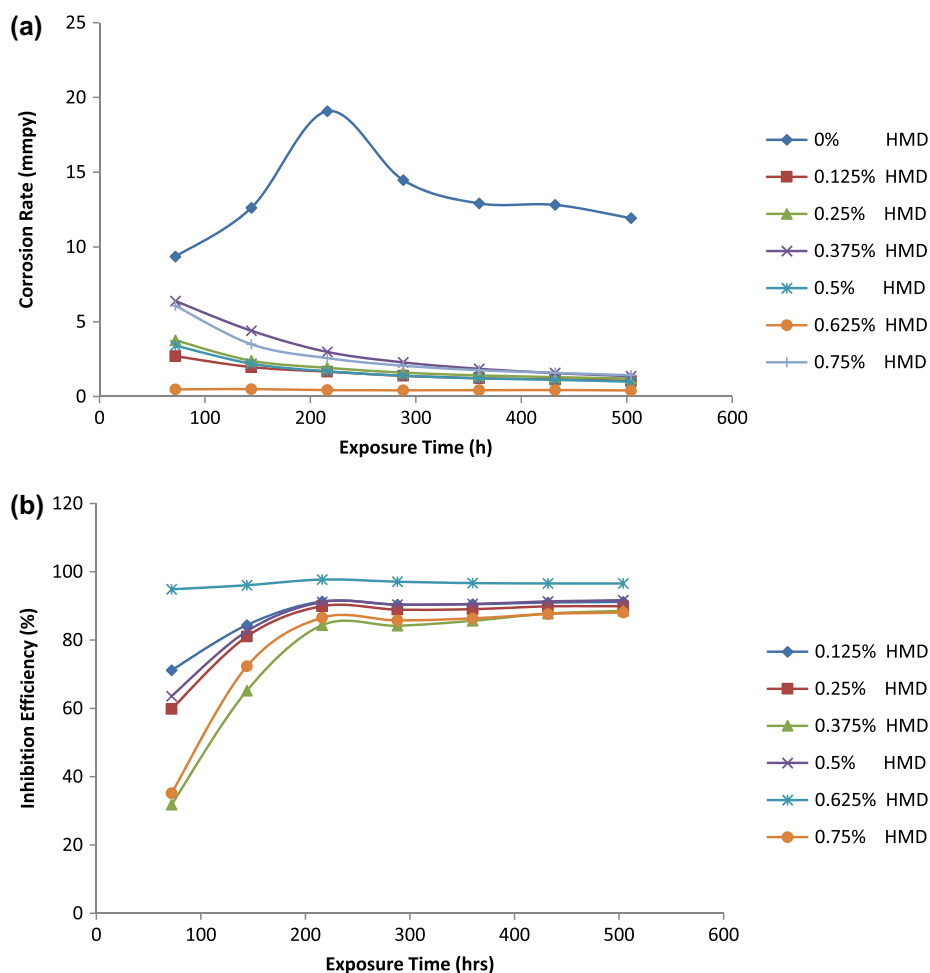 (a)
25
20
15
10
5
0
Corrosion Rate (mmpy)
0 100 200 300 400 500 600
Exposure Time (h)
0% HMD
0.125% HMD
0.25% HMD
0.375% HMD
0.5% HMD
0.625% HMD
0.75% HMD
(b)
120
100
80
60
40
20
0
Inhibition Efficiency (%)
0 100 200 300 400 500 600
Exposure Time (hrs)
0.125% HMD
0.25% HMD
0.375% HMD
0.5% HMD
0.625% HMD
0.75% HMD